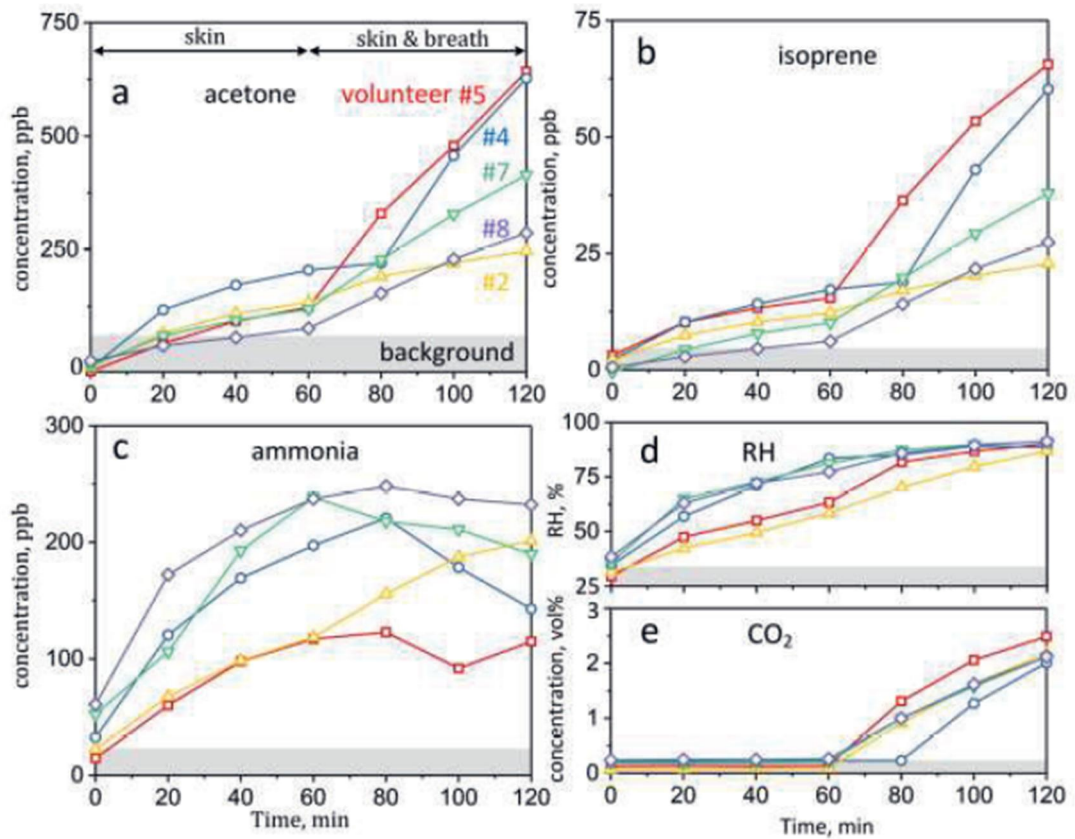 750
skin
skin & breath
a
acetone
volunteer #5
#4
#7
#8
#2
500
250
0
background
concentration, ppb
0 20 40 60 80 100 120
75
b
isoprene
50
25
0
concentration, ppb
0 20 40 60 80 100 120
300
c
ammonia
200
100
0
concentration, ppb
0 20 40 60 80 100 120
Time, min
100
d
RH
75
50
25
RH, %
3
e
CO₂
2
1
0
concentration, vol%
0 20 40 60 80 100 120
Time, min